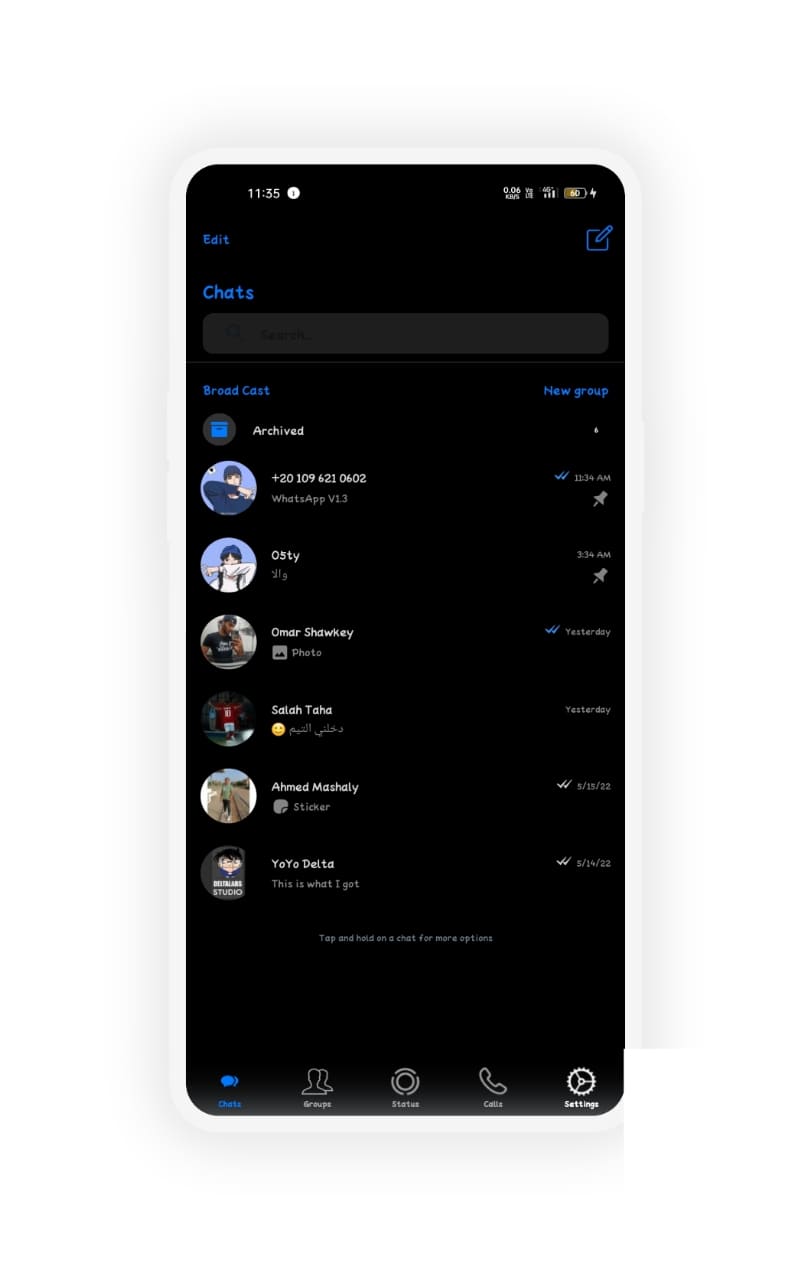 11:35
0.06 KB/S Vo LTE 4G+ 60
Edit
Chats
Search...
Broad Cast New group
Archived 6
+20 109 621 0602 11:34 AM
WhatsApp V1.3
O5ty 3:34 AM
والا
Omar Shawkey Yesterday
Photo
Salah Taha Yesterday
دخلني التيم 😊
Ahmed Mashaly 5/15/22
Sticker
YoYo Delta 5/14/22
This is what I got
DELTALABS
STUDIO
Tap and hold on a chat for more options
Chats Groups Status Calls Settings